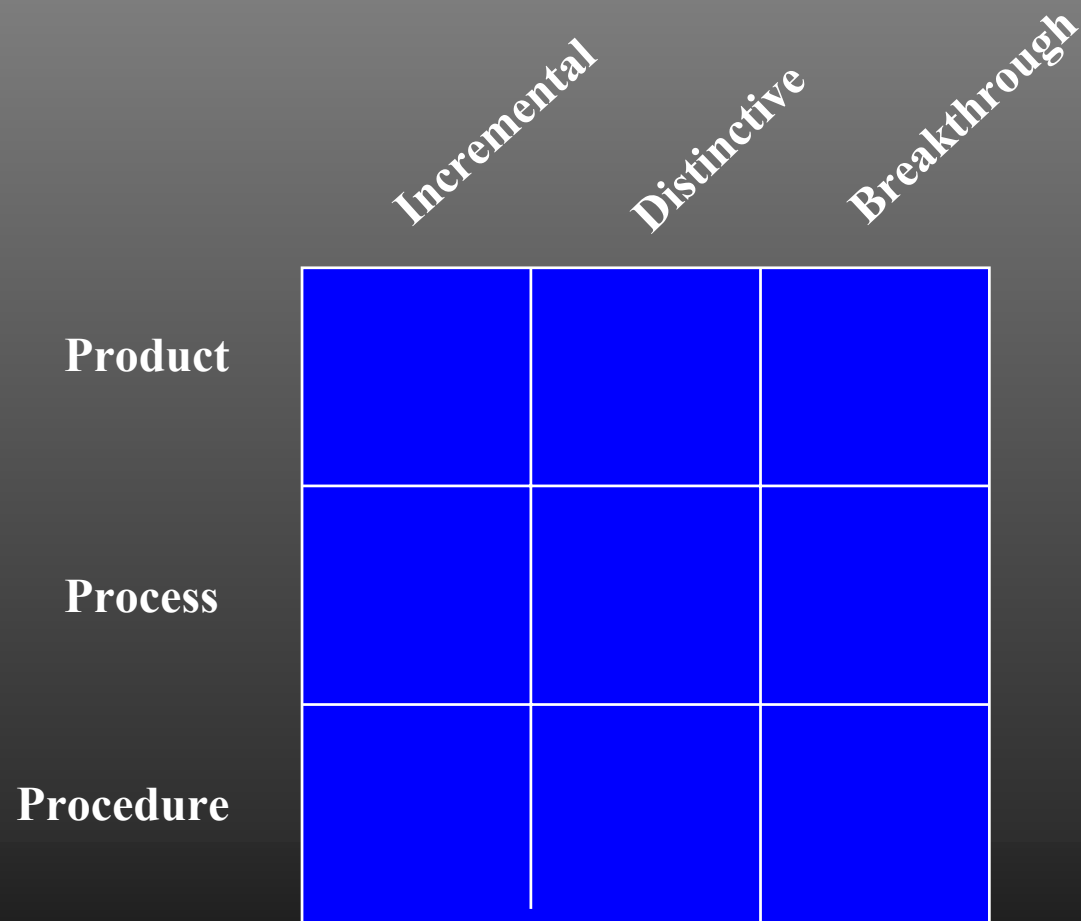 Incremental
Distinctive
Breakthrough
Product
Process
Procedure